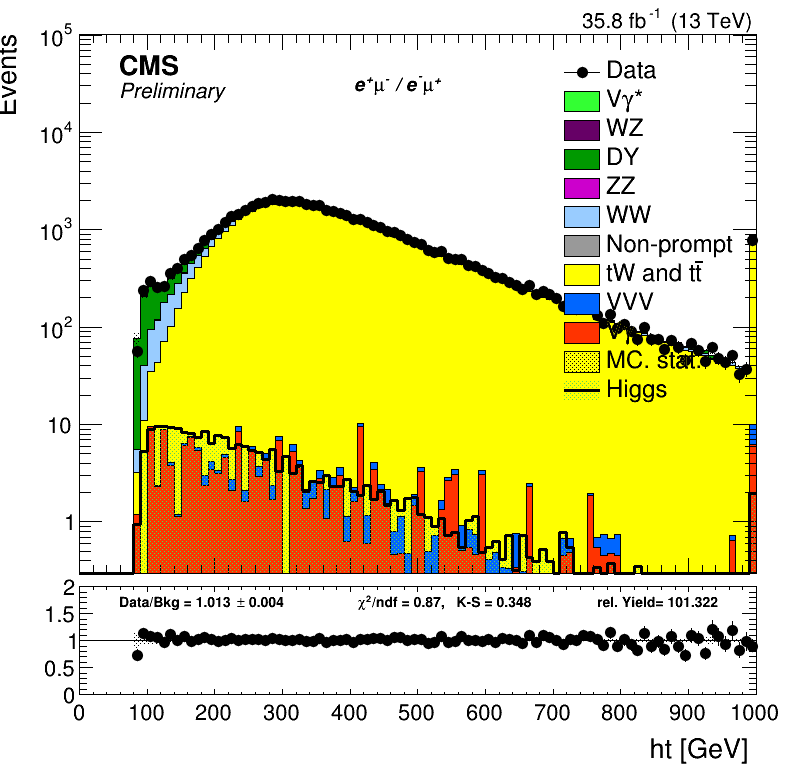 35.8 fb⁻¹ (13 TeV)
Events
10⁵
10⁴
10³
10²
10
1
CMS
Preliminary
e⁺μ⁻ / e⁻μ⁺
Data
Vγ*
WZ
DY
ZZ
WW
Non-prompt
tW and tt̄
VVV
MC. stat.
Higgs
2
1.5
1
0.5
0
Data/Bkg = 1.013 ± 0.004
χ²/ndf = 0.87, K-S = 0.348
rel. Yield= 101.322
0 100 200 300 400 500 600 700 800 900 1000
ht [GeV]